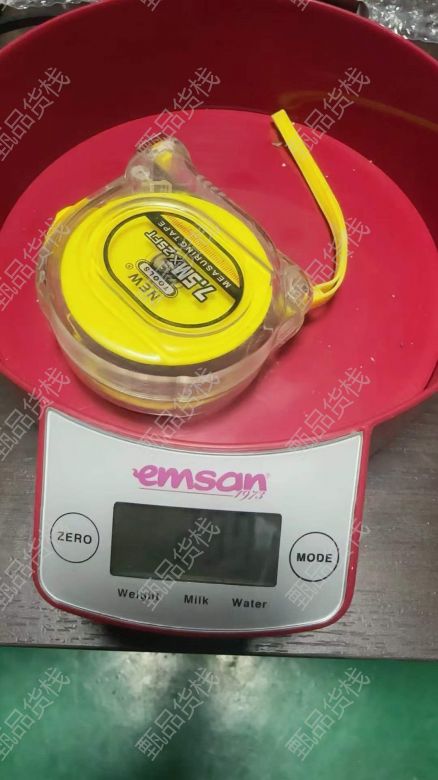 NEW
TOOLS
7.5M×25FT
MEASURING TAPE
emsan
1973
ZERO
MODE
Weight Milk Water
甄品货栈